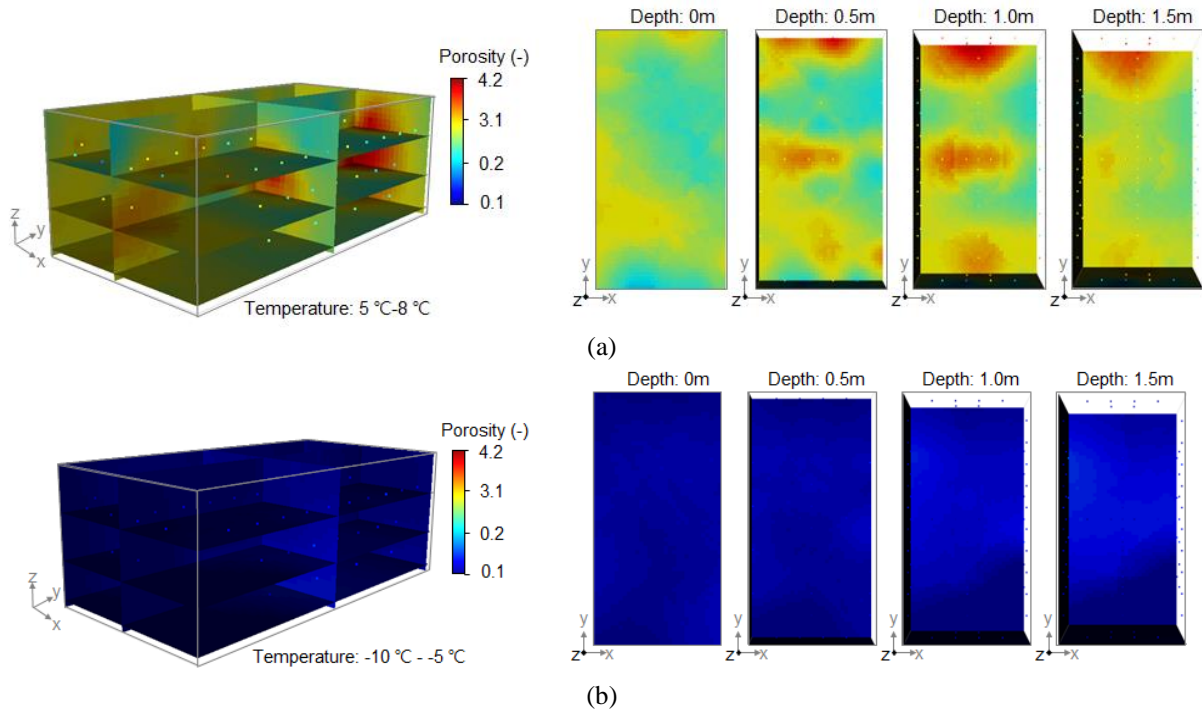 Porosity (-)
4.2
3.1
0.2
0.1
z
y
x
Temperature: 5 ℃-8 ℃
Depth: 0m
Depth: 0.5m
Depth: 1.0m
Depth: 1.5m
y
z
x
y
z
x
y
z
x
y
z
x
(a)
Porosity (-)
4.2
3.1
0.2
0.1
z
y
x
Temperature: -10 ℃ - -5 ℃
Depth: 0m
Depth: 0.5m
Depth: 1.0m
Depth: 1.5m
y
z
x
y
z
x
y
z
x
y
z
x
(b)